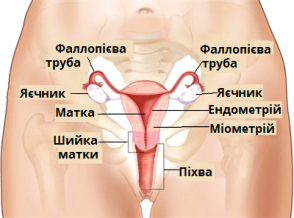 Фаллопієва
труба
Фаллопієва
труба
Яєчник
Яєчник
Матка
Ендометрій
Міометрій
Шийка
матки
Піхва